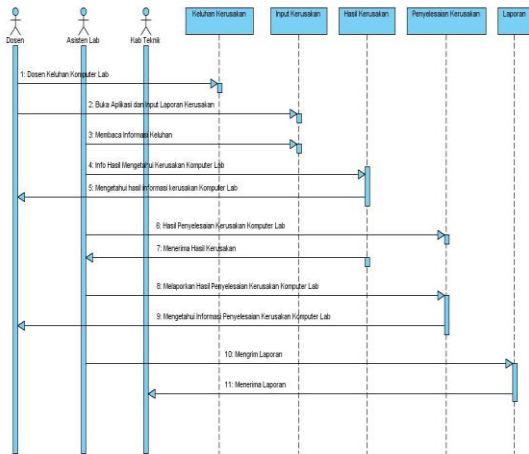 Keluhan Kerusakan
Input Kerusakan
Hasil Kerusakan
Penyelesaian Kerusakan
Laporan
Dosen
Asisten Lab
Kab Teknik
1: Dosen Keluhan Komputer Lab
2: Buka Aplikasi dan Input Laporan Kerusakan
3: Membaca Informasi Keluhan
4: Info Hasil Mengetahui Kerusakan Komputer Lab
5: Mengetahui hasil informasi kerusakan Komputer Lab
6: Hasil Penyelesaian Kerusakan Komputer Lab
7: Menerima Hasil Kerusakan
8: Melaporkan Hasil Penyelesaian Kerusakan Komputer Lab
9: Mengetahui Informasi Penyelesaian Kerusakan Komputer Lab
10: Mengrim Laporan
11: Menerima Laporan